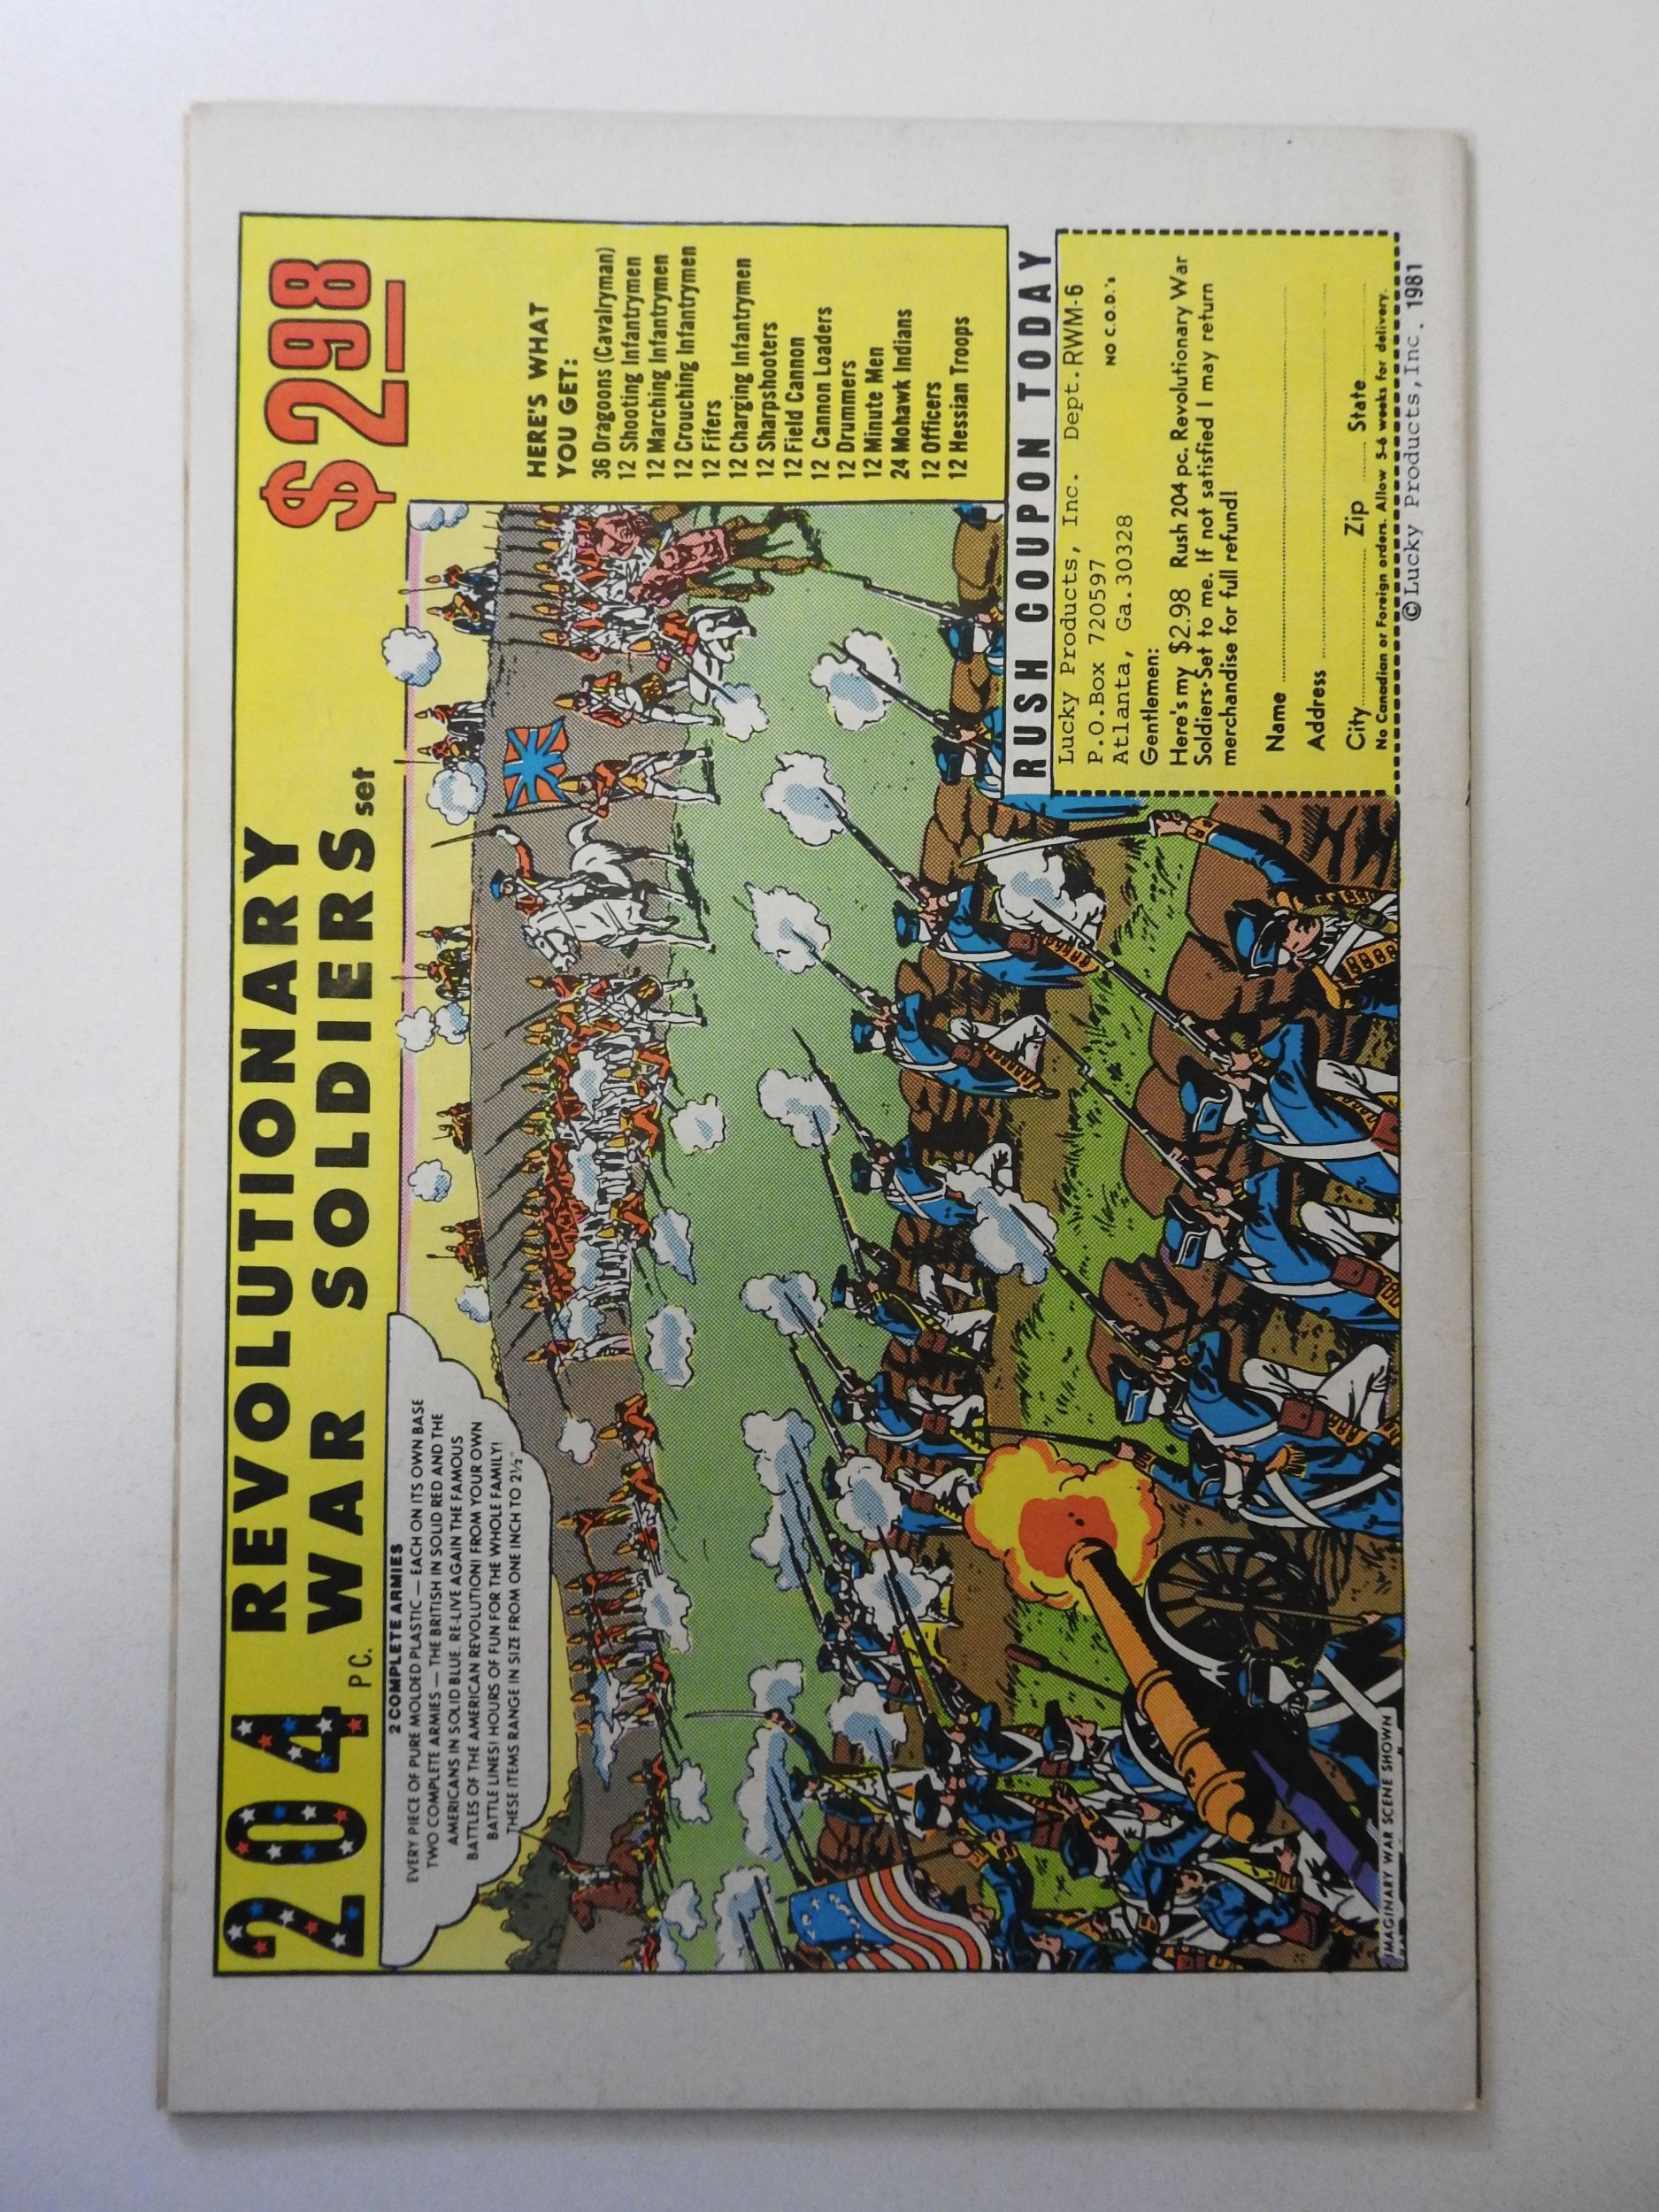 204 PC. REVOLUTIONARY
WAR SOLDIERS set
$2.98
2 COMPLETE ARMIES
EVERY PIECE OF PURE MOLDED PLASTIC — EACH ON ITS OWN BASE
TWO COMPLETE ARMIES — THE BRITISH IN SOLID RED AND THE
AMERICANS IN SOLID BLUE. RE-LIVE AGAIN THE FAMOUS
BATTLES OF THE AMERICAN REVOLUTION! FROM YOUR OWN
BATTLE LINES! HOURS OF FUN FOR THE WHOLE FAMILY!
THESE ITEMS RANGE IN SIZE FROM ONE INCH TO 2½"
HERE'S WHAT
YOU GET:
36 Dragoons (Cavalryman)
12 Shooting Infantrymen
12 Marching Infantrymen
12 Crouching Infantrymen
12 Fifers
12 Charging Infantrymen
12 Sharpshooters
12 Field Cannon
12 Cannon Loaders
12 Drummers
12 Minute Men
24 Mohawk Indians
12 Officers
12 Hessian Troops
RUSH COUPON TODAY
Lucky Products, Inc. Dept. RWM-6
P.O.Box 720597
NO C.O.D.'s
Atlanta, Ga. 30328
Gentlemen:
Here's my $2.98 Rush 204 pc. Revolutionary War
Soldiers-Set to me. If not satisfied I may return
merchandise for full refund!
Name
Address
City Zip State
No Canadian or Foreign orders. Allow 5-6 weeks for delivery.
IMAGINARY WAR SCENE SHOWN
©Lucky Products,Inc. 1981